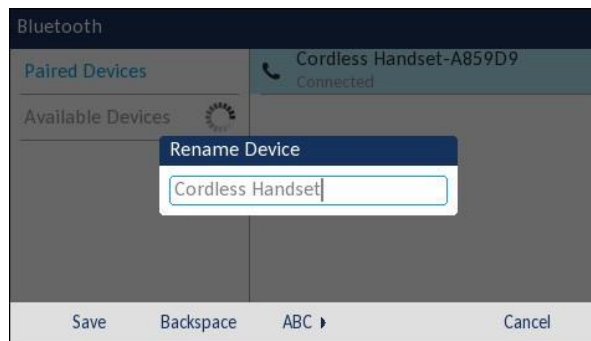 Bluetooth
Paired Devices
Cordless Handset-A859D9
Connected
Available Devices
Rename Device
Cordless Handset
Save Backspace ABC Cancel